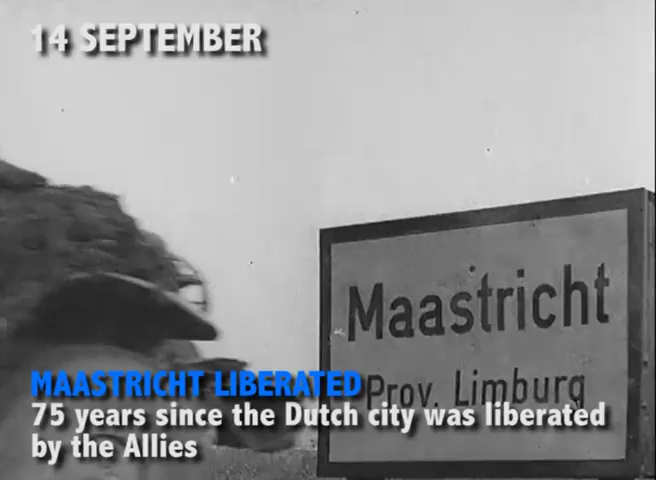 14 SEPTEMBER
Maastricht
Prov. Limburg
MAASTRICHT LIBERATED
75 years since the Dutch city was liberated
by the Allies